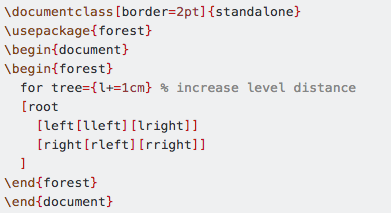 \documentclass[border=2pt]{standalone}
\usepackage{forest}
\begin{document}
\begin{forest}
  for tree={l+=1cm} % increase level distance
  [root
    [left[lleft][lright]]
    [right[rleft][rright]]
  ]
\end{forest}
\end{document}